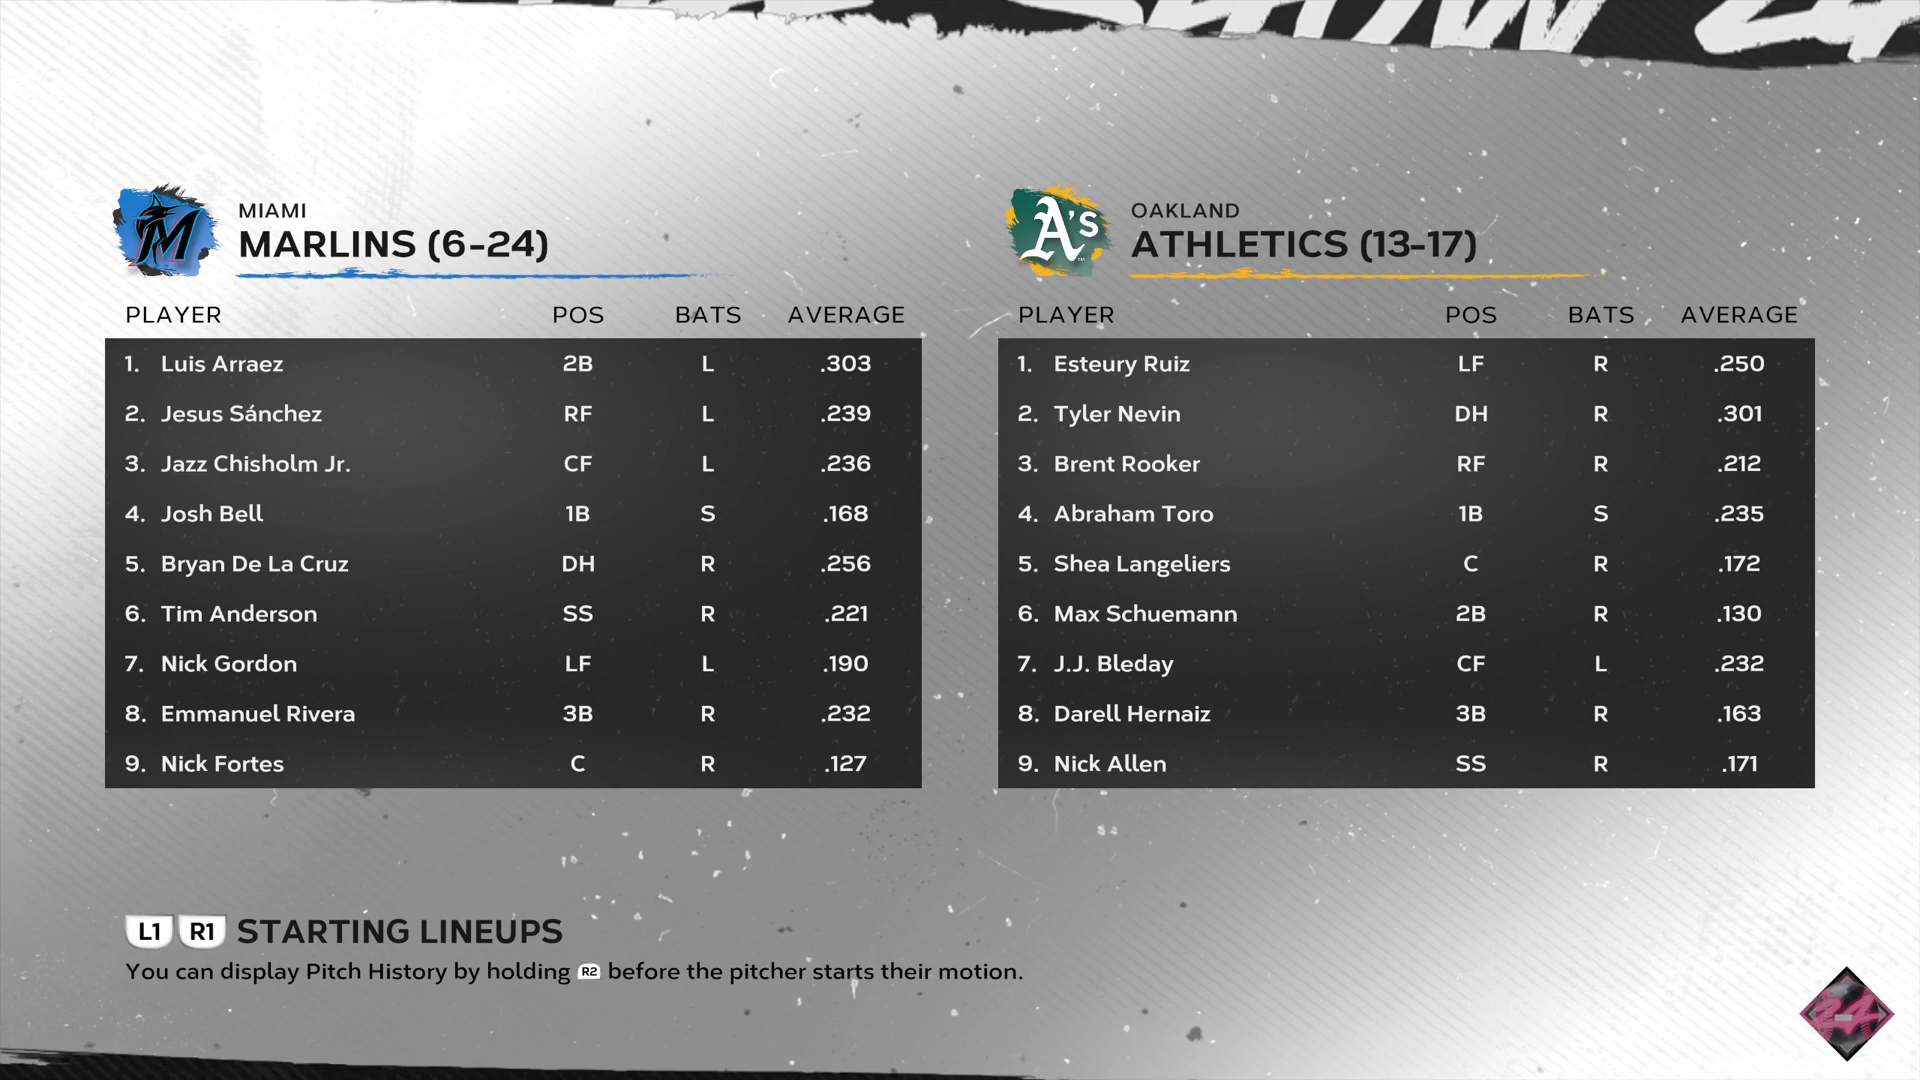 SHOW 24
MIAMI
MARLINS (6-24)
PLAYER POS BATS AVERAGE
1. Luis Arraez 2B L .303
2. Jesus Sánchez RF L .239
3. Jazz Chisholm Jr. CF L .236
4. Josh Bell 1B S .168
5. Bryan De La Cruz DH R .256
6. Tim Anderson SS R .221
7. Nick Gordon LF L .190
8. Emmanuel Rivera 3B R .232
9. Nick Fortes C R .127
A's
OAKLAND
ATHLETICS (13-17)
PLAYER POS BATS AVERAGE
1. Esteury Ruiz LF R .250
2. Tyler Nevin DH R .301
3. Brent Rooker RF R .212
4. Abraham Toro 1B S .235
5. Shea Langeliers C R .172
6. Max Schuemann 2B R .130
7. J.J. Bleday CF L .232
8. Darell Hernaiz 3B R .163
9. Nick Allen SS R .171
L1 R1 STARTING LINEUPS
You can display Pitch History by holding R2 before the pitcher starts their motion.
24